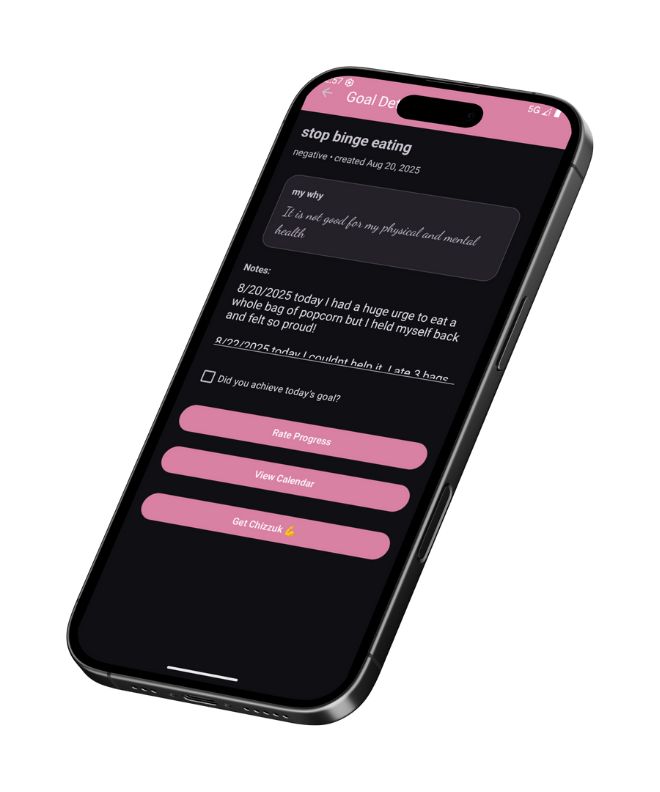 :57
5G
Goal Det
stop binge eating
negative • created Aug 20, 2025
my why
It is not good for my physical and mental
health
Notes:
8/20/2025 today I had a huge urge to eat a
whole bag of popcorn but I held myself back
and felt so proud!
8/22/2025 today I couldnt help it. I ate 3 bags
Did you achieve today's goal?
Rate Progress
View Calendar
Get Chizzuk 💪